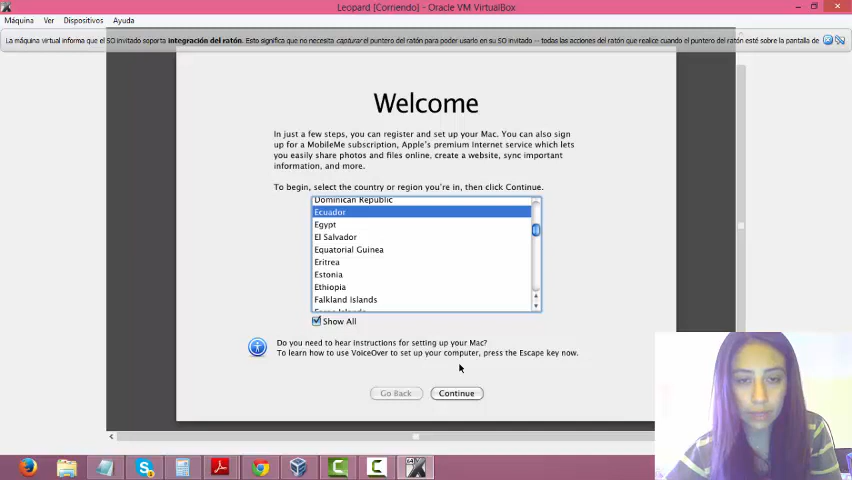 Leopard [Corriendo] - Oracle VM VirtualBox
Máquina Ver Dispositivos Ayuda
La máquina virtual informa que el SO invitado soporta integración del ratón. Esto significa que no necesita capturar el puntero del ratón para poder usarlo en su SO invitado -- todas las acciones del ratón que realice cuando el puntero del ratón esté sobre la pantalla de
Welcome
In just a few steps, you can register and set up your Mac. You can also sign
up for a MobileMe subscription, Apple's premium Internet service which lets
you easily share photos and files online, create a website, sync important
information, and more.
To begin, select the country or region you're in, then click Continue.
Dominican Republic
Ecuador
Egypt
El Salvador
Equatorial Guinea
Eritrea
Estonia
Ethiopia
Falkland Islands
Show All
Do you need to hear instructions for setting up your Mac?
To learn how to use VoiceOver to set up your computer, press the Escape key now.
Go Back Continue